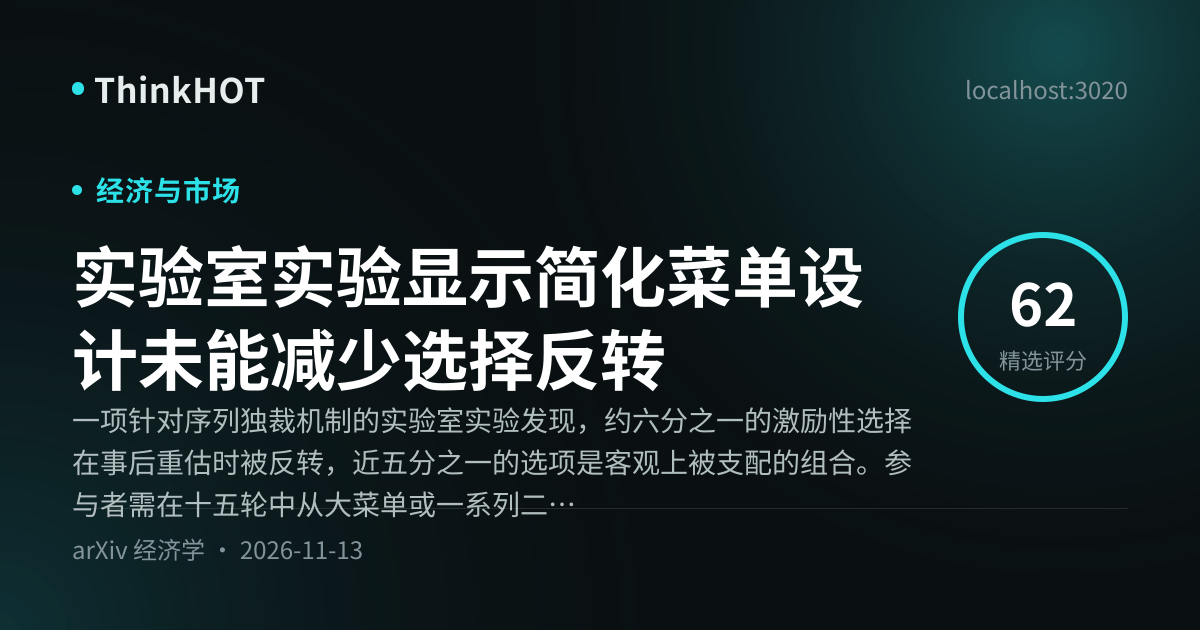 ThinkHOT
localhost:3020
经济与市场
实验室实验显示简化菜单设
计未能减少选择反转
62
精选评分
一项针对序列独裁机制的实验室实验发现，约六分之一的激励性选择
在事后重估时被反转，近五分之一的选项是客观上被支配的组合。参
与者需在十五轮中从大菜单或一系列二…
arXiv 经济学 · 2026-11-13